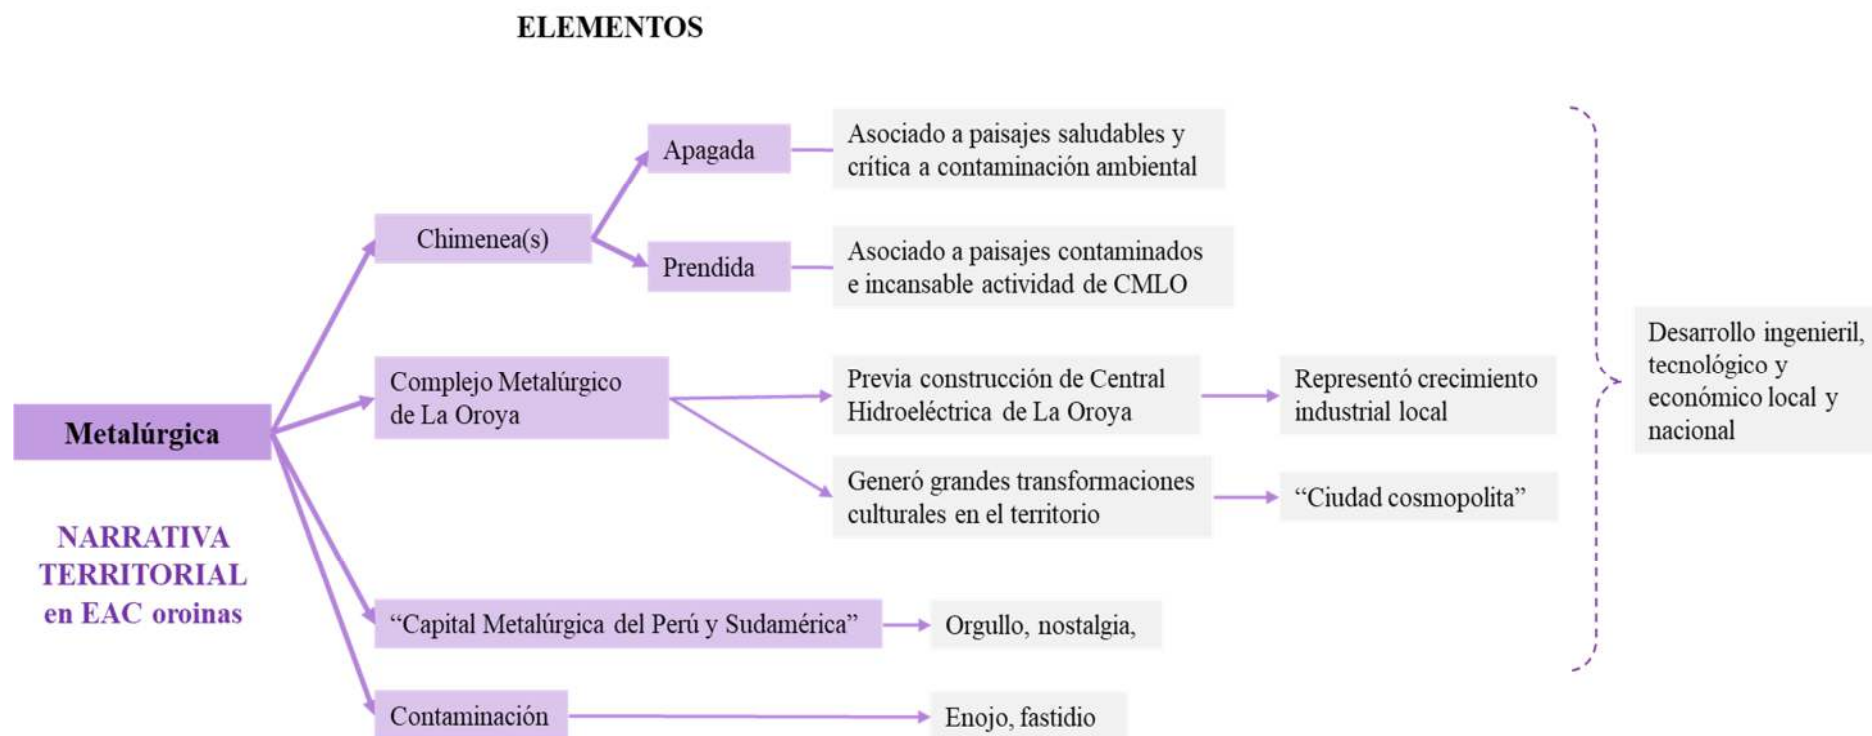 ELEMENTOS
Apagada
Asociado a paisajes saludables y
crítica a contaminación ambiental
Chimenea(s)
Prendida
Asociado a paisajes contaminados
e incansable actividad de CMLO
Complejo Metalúrgico
de La Oroya
Previa construcción de Central
Hidroeléctrica de La Oroya
Representó crecimiento
industrial local
Desarrollo ingenieril,
tecnológico y
económico local y
nacional
Metalúrgica
Generó grandes transformaciones
culturales en el territorio
“Ciudad cosmopolita”
NARRATIVA
TERRITORIAL
en EAC oroinas
“Capital Metalúrgica del Perú y Sudamérica”
Orgullo, nostalgia,
Contaminación
Enojo, fastidio